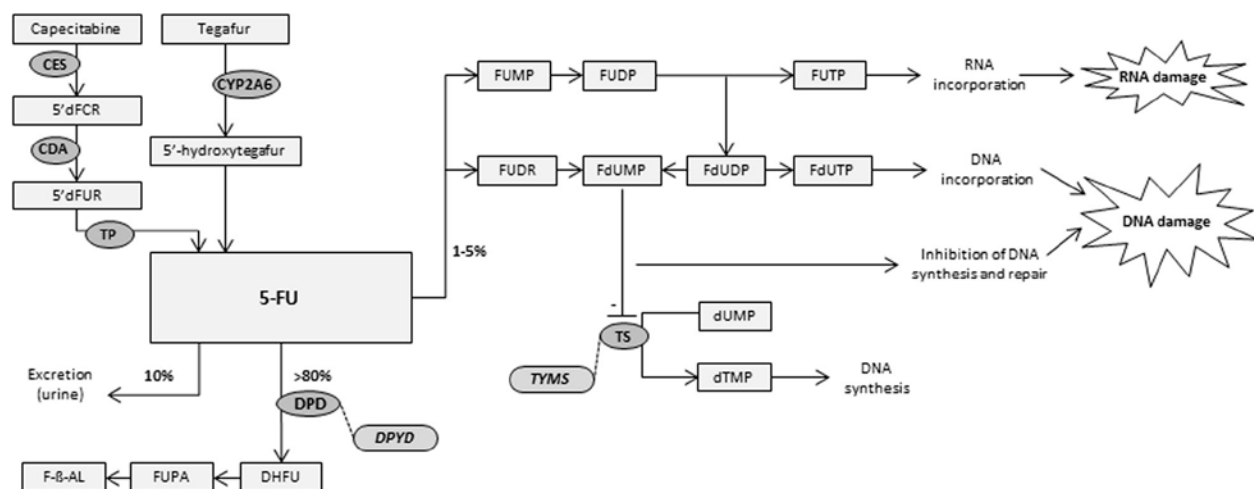 Capecitabine
Tegafur
CES
CYP2A6
5'dFCR
CDA
5'-hydroxytegafur
5'dFUR
TP
5-FU
1-5%
FUMP
FUDP
FUTP
RNA
incorporation
RNA damage
FUDR
FdUMP
FdUDP
FdUTP
DNA
incorporation
DNA damage
Inhibition of DNA
synthesis and repair
-
TS
dUMP
TYMS
dTMP
DNA
synthesis
Excretion
(urine)
10%
>80%
DPD
DPYD
F-ß-AL
FUPA
DHFU